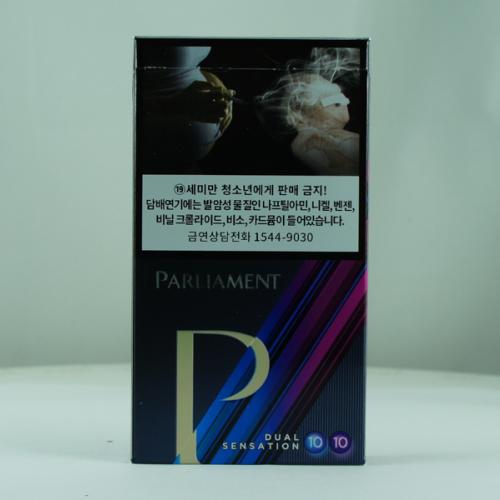 ⑲세미만 청소년에게 판매 금지!
담배연기에는 발암성 물질인 나프틸아민, 니켈, 벤젠,
비닐 크롤라이드, 비소, 카드뮴이 들어있습니다.
금연상담전화 1544-9030
PARLIAMENT
P
DUAL
SENSATION 10 10